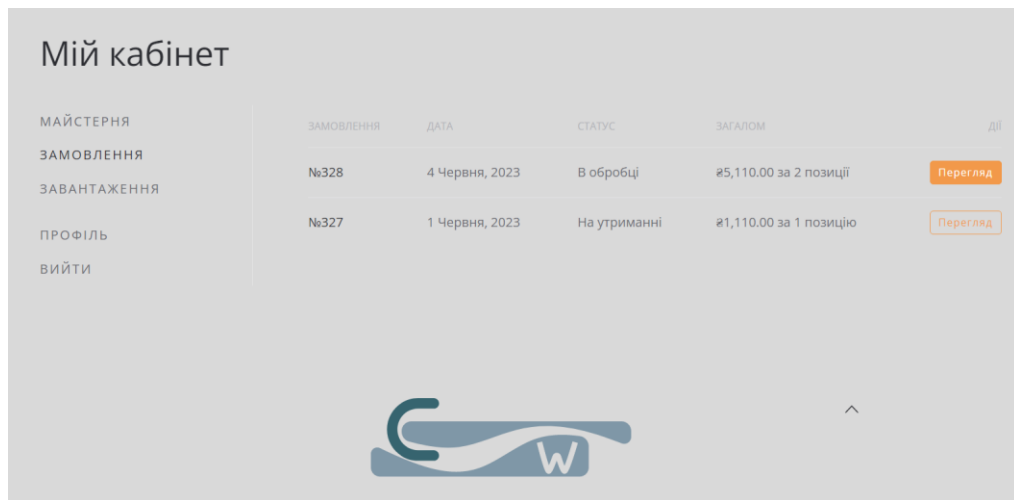 Мій кабінет
МАЙСТЕРНЯ
ЗАМОВЛЕННЯ
ЗАВАНТАЖЕННЯ
ПРОФІЛЬ
ВИЙТИ
ЗАМОВЛЕННЯ ДАТА СТАТУС ЗАГАЛОМ ДІЇ
№328 4 Червня, 2023 В обробці ₴5,110.00 за 2 позиції Перегляд
№327 1 Червня, 2023 На утриманні ₴1,110.00 за 1 позицію Перегляд
C W